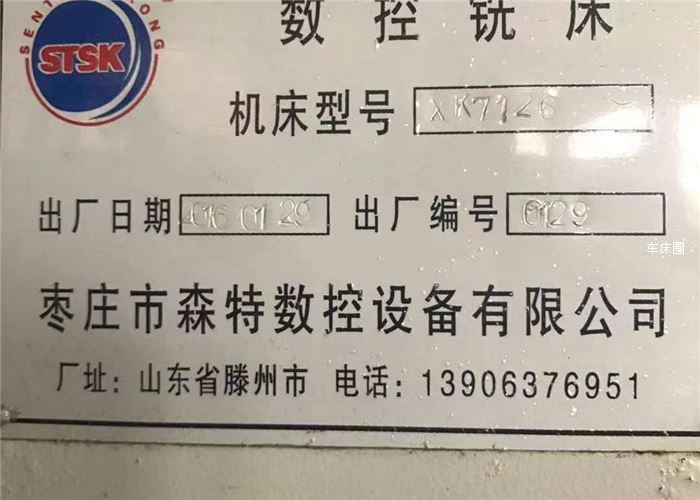 数控铣床
STSK
机床型号 XK7126
出厂日期 2016 01 29 出厂编号 0129
车床圈
枣庄市森特数控设备有限公司
厂址：山东省滕州市 电话：13906376951